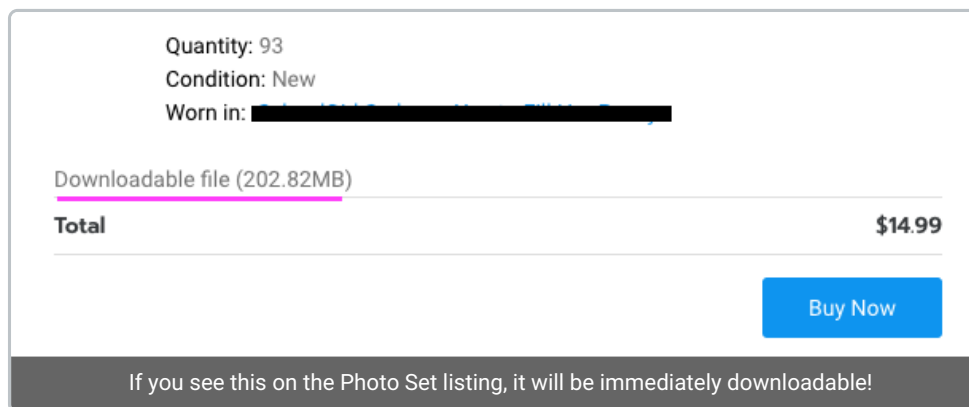 Quantity: 93
Condition: New
Worn in:
Downloadable file (202.82MB)
Total $14.99
Buy Now
If you see this on the Photo Set listing, it will be immediately downloadable!